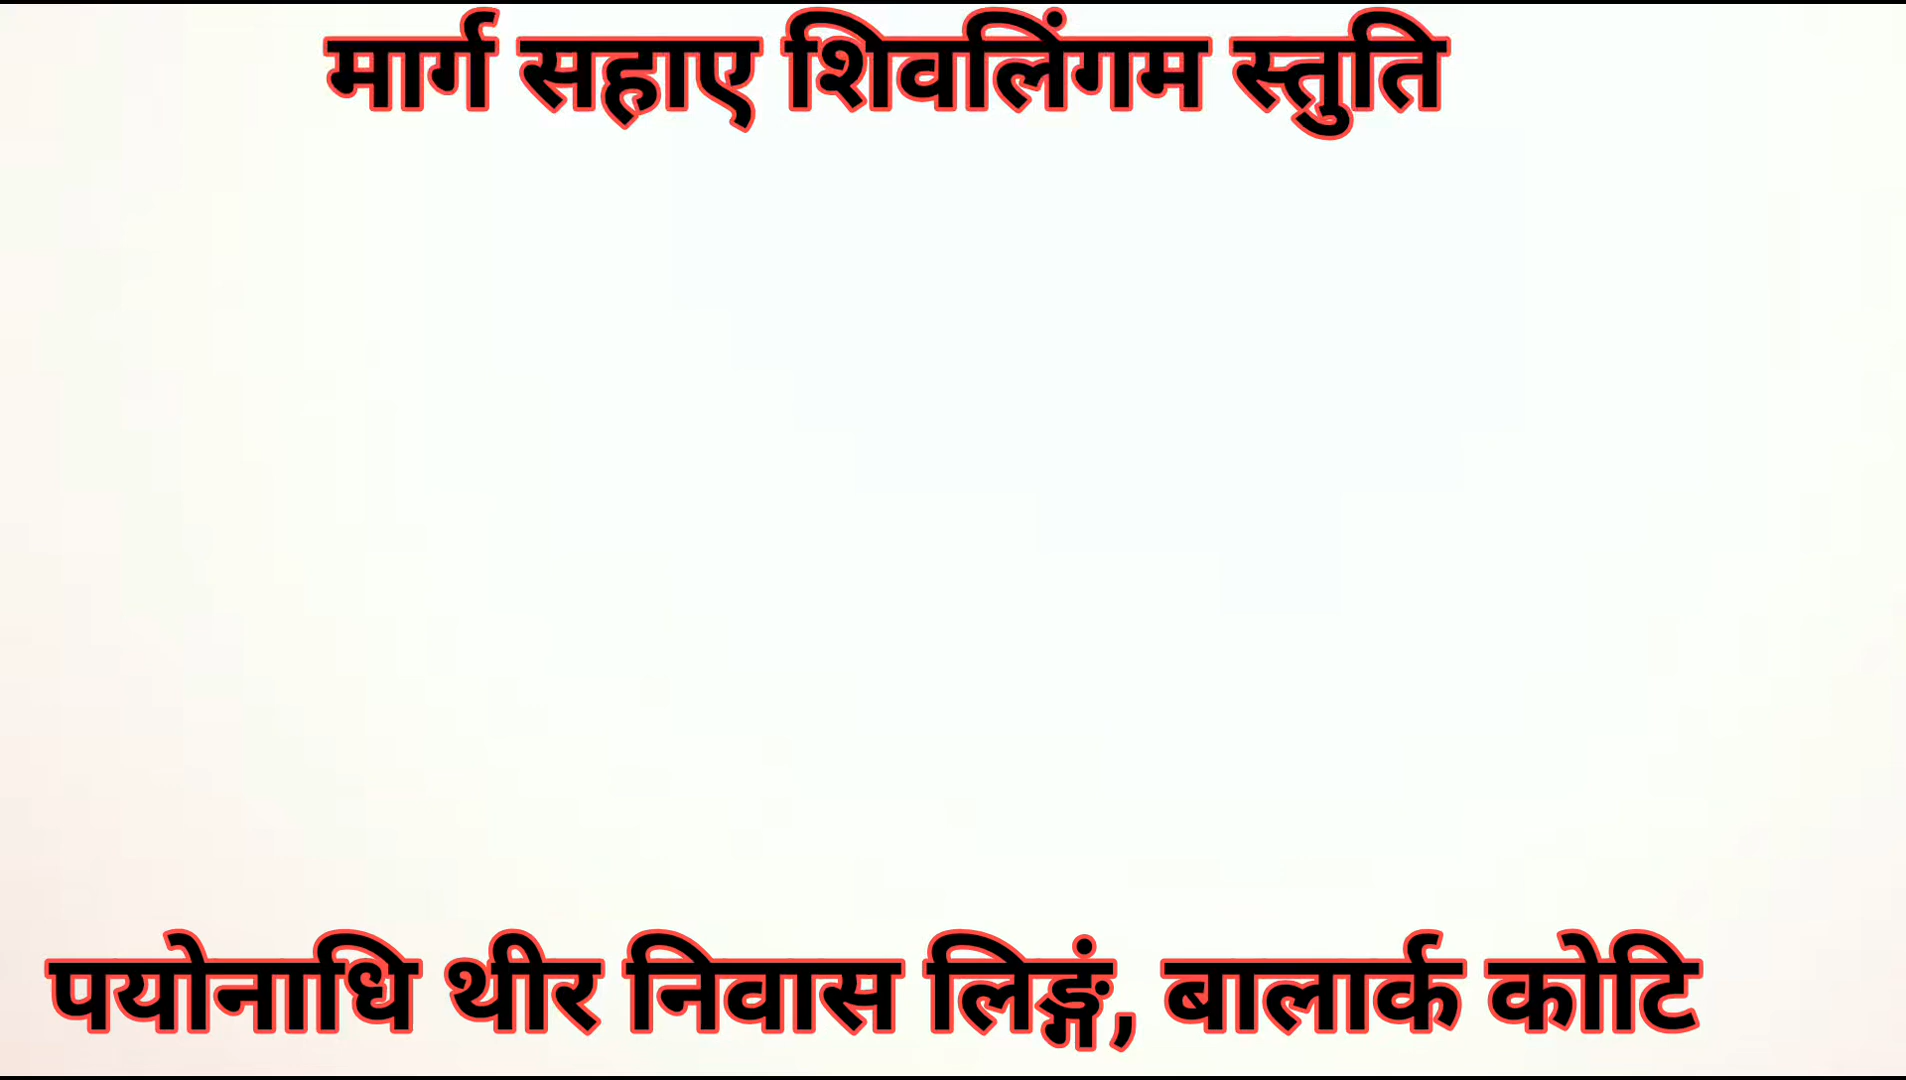 मार्ग सहाए शिवलिंगम स्तुति
पयोनाधि थीर निवास लिङ्गं, बालार्क कोटि